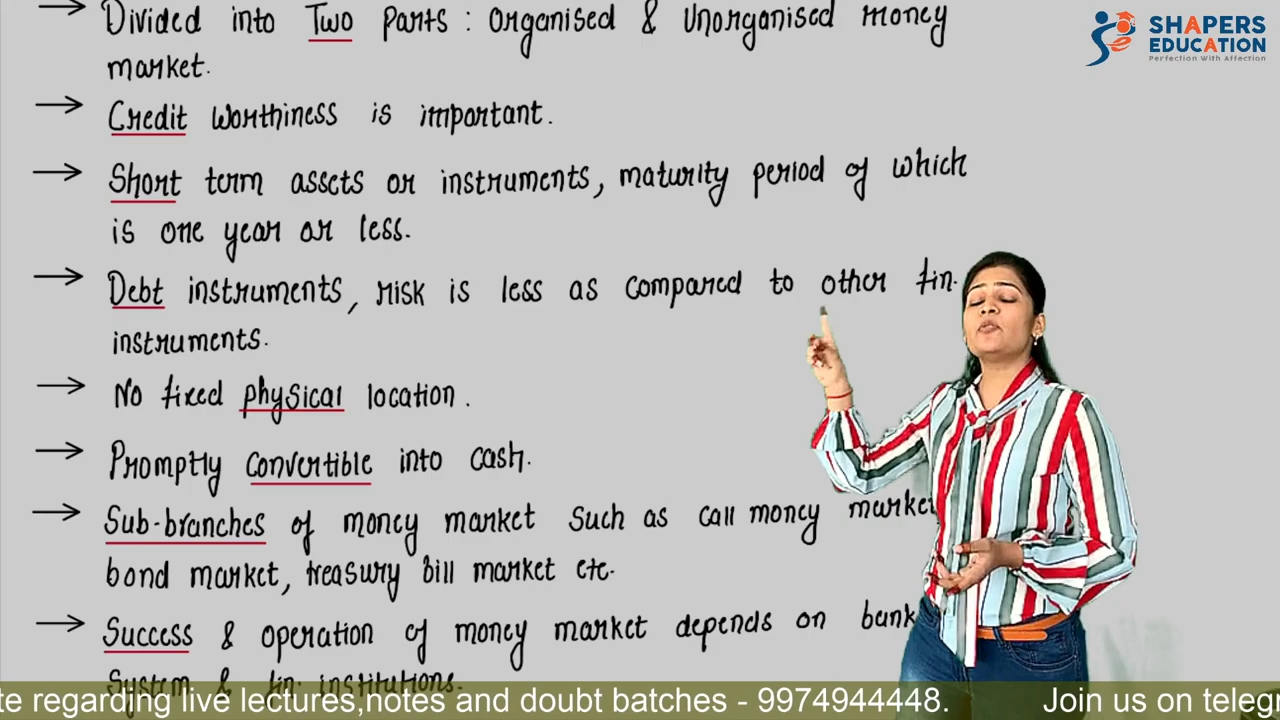 → Divided into Two parts : organised & unorganised money
market.
→ Credit worthiness is important.
→ Short term assets or instruments, maturity period of which
is one year or less.
→ Debt instruments, risk is less as compared to other fin.
instruments.
→ No fixed physical location.
→ Promptly convertible into cash.
→ Sub-branches of money market such as call money market
bond market, treasury bill market etc.
→ Success & operation of money market depends on bank
system & fin. institutions.
SHAPERS
EDUCATION
Perfection With Affection
te regarding live lectures,notes and doubt batches - 9974944448. Join us on telegr